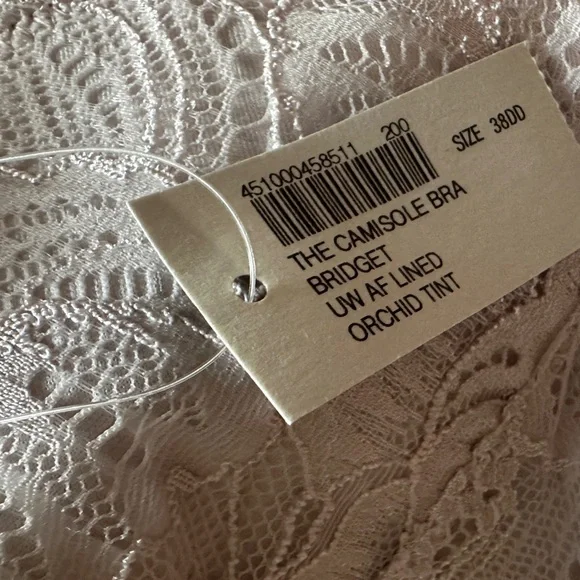 451000458511 200
SIZE 38DD
THE CAMISOLE BRA
BRIDGET
UW AF LINED
ORCHID TINT